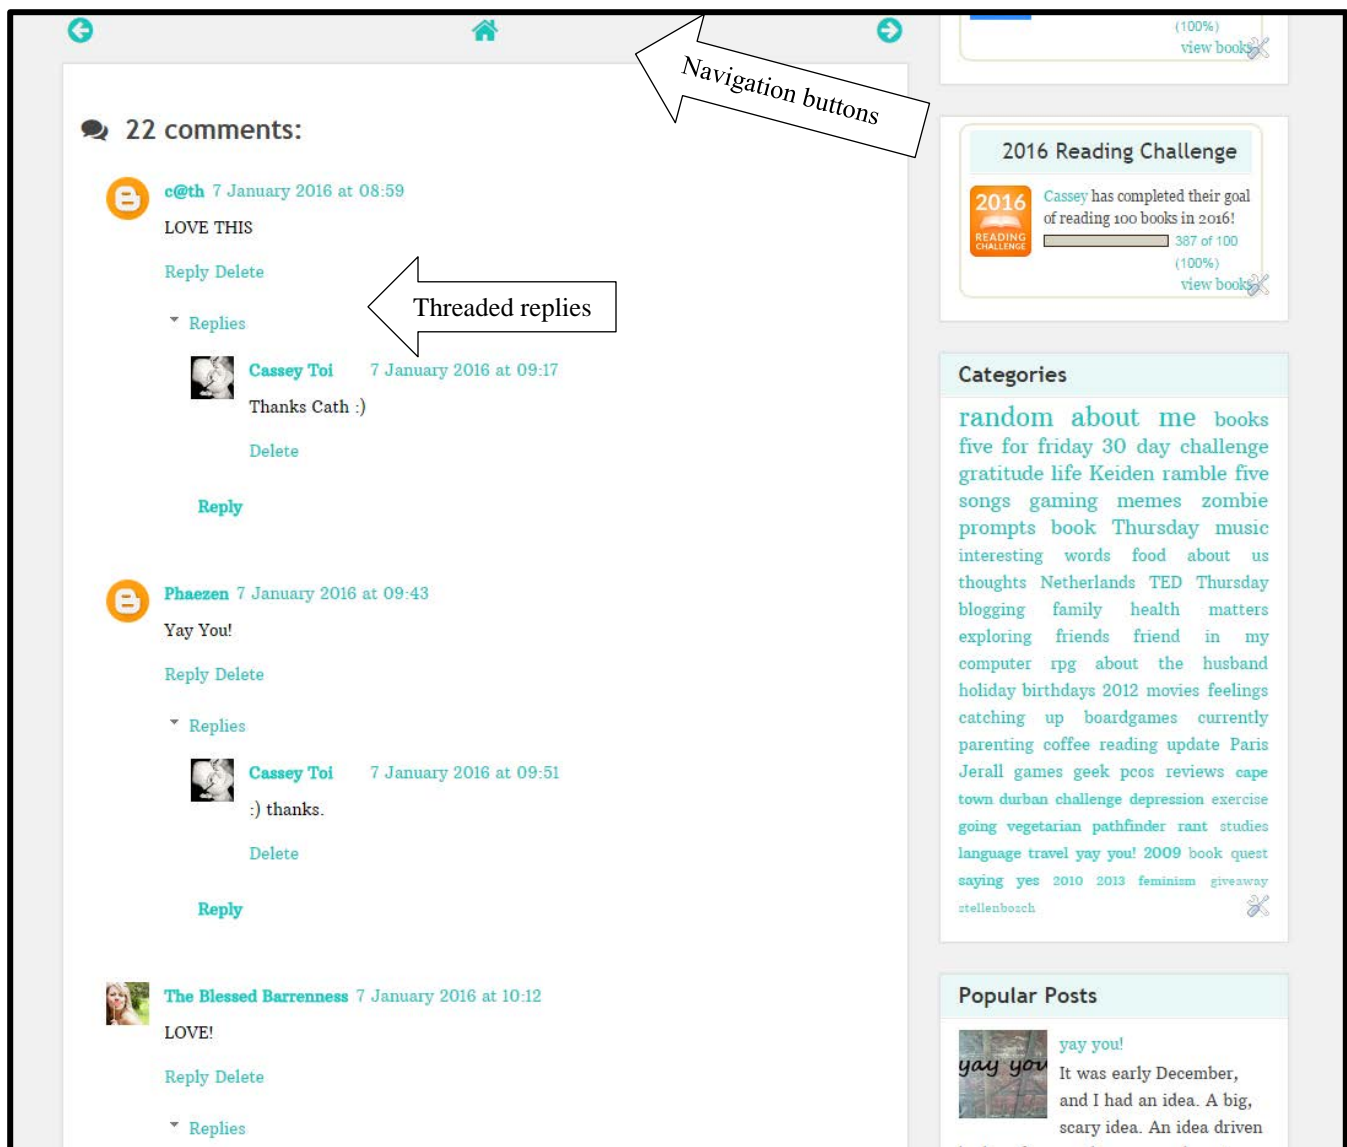 Navigation buttons
22 comments:
c@th 7 January 2016 at 08:59
LOVE THIS
Reply Delete
Threaded replies
Replies
Cassey Toi 7 January 2016 at 09:17
Thanks Cath :)
Delete
Reply
Phaezen 7 January 2016 at 09:43
Yay You!
Reply Delete
Replies
Cassey Toi 7 January 2016 at 09:51
:) thanks.
Delete
Reply
The Blessed Barrenness 7 January 2016 at 10:12
LOVE!
Reply Delete
Replies
(100%)
view books
2016 Reading Challenge
2016
READING
CHALLENGE
Cassey has completed their goal
of reading 100 books in 2016!
387 of 100
(100%)
view books
Categories
random about me books
five for friday 30 day challenge
gratitude life Keiden ramble five
songs gaming memes zombie
prompts book Thursday music
interesting words food about us
thoughts Netherlands TED Thursday
blogging family health matters
exploring friends friend in my
computer rpg about the husband
holiday birthdays 2012 movies feelings
catching up boardgames currently
parenting coffee reading update Paris
Jerall games geek pcos reviews cape
town durban challenge depression exercise
going vegetarian pathfinder rant studies
language travel yay you! 2009 book quest
saying yes 2010 2013 feminism giveaway
stellenbosch
Popular Posts
yay you
yay you!
It was early December,
and I had an idea. A big,
scary idea. An idea driven